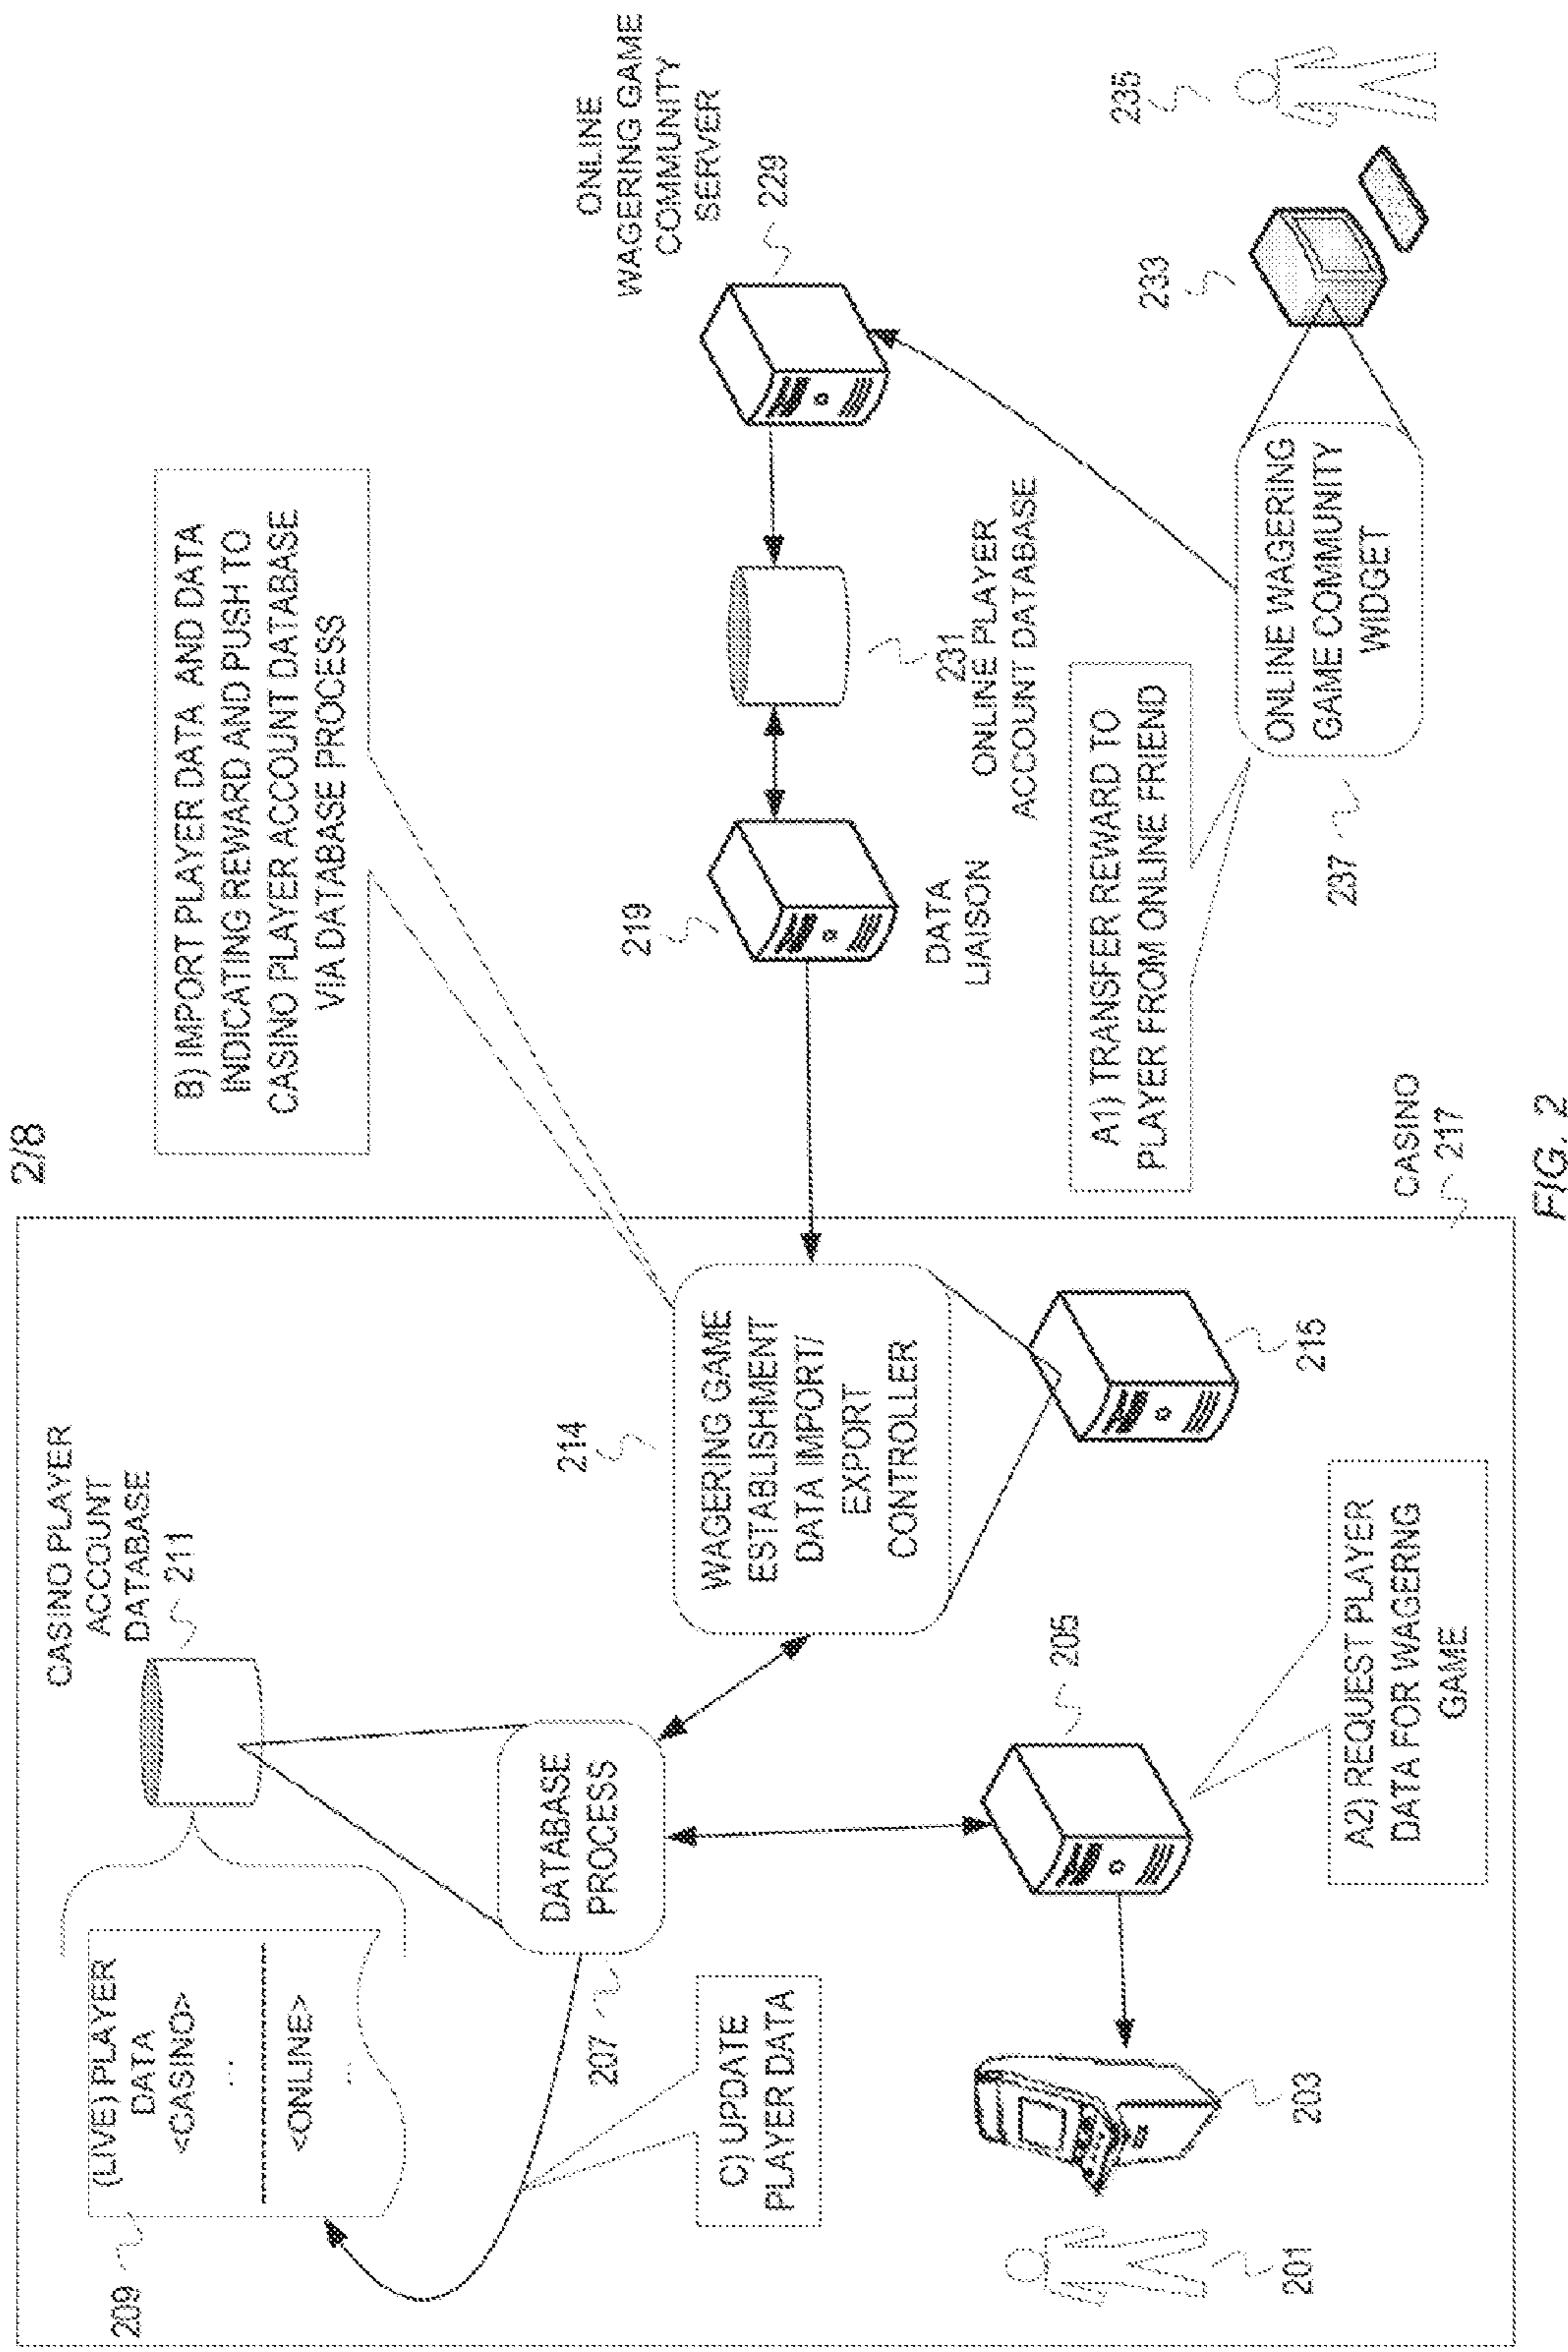 2/8
CASINO PLAYER
ACCOUNT
DATABASE
211
(LIVE) PLAYER
DATA
<CASINO>
...
<ONLINE>
...
209
DATABASE
PROCESS
207
C) UPDATE
PLAYER DATA
201
203
205
A2) REQUEST PLAYER
DATA FOR WAGERNG
GAME
214
WAGERING GAME
ESTABLISHMENT
DATA IMPORT/
EXPORT
CONTROLLER
215
CASINO
217
B) IMPORT PLAYER DATA AND DATA
INDICATING REWARD AND PUSH TO
CASINO PLAYER ACCOUNT DATABASE
VIA DATABASE PROCESS
219
DATA
LIAISON
231
ONLINE PLAYER
ACCOUNT DATABASE
ONLINE
WAGERING GAME
COMMUNITY
SERVER
229
A1) TRANSFER REWARD TO
PLAYER FROM ONLINE FRIEND
237
ONLINE WAGERING
GAME COMMUNITY
WIDGET
233
235
FIG. 2